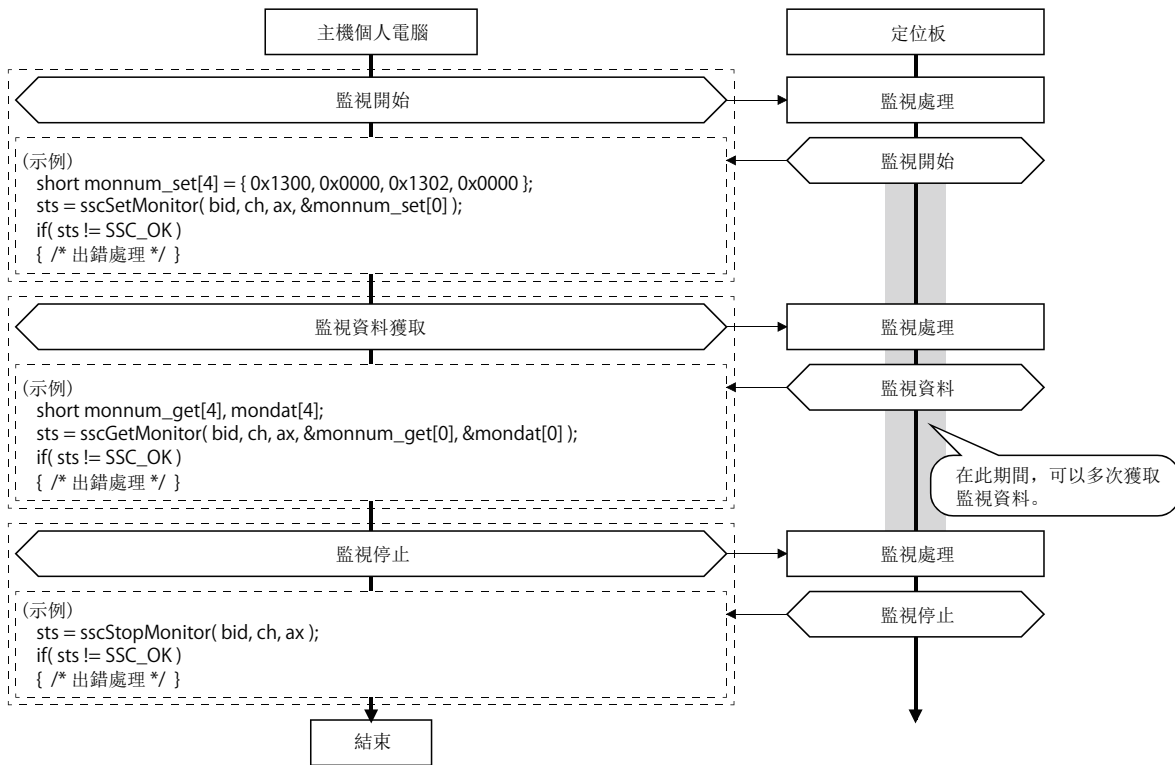 主機個人電腦
定位板
監視開始
監視處理
(示例)
short monnum_set[4] = { 0x1300, 0x0000, 0x1302, 0x0000 };
sts = sscSetMonitor( bid, ch, ax, &monnum_set[0] );
if( sts != SSC_OK )
{ /* 出錯處理 */ }
監視開始
監視資料獲取
監視處理
(示例)
short monnum_get[4], mondat[4];
sts = sscGetMonitor( bid, ch, ax, &monnum_get[0], &mondat[0] );
if( sts != SSC_OK )
{ /* 出錯處理 */ }
監視資料
在此期間，可以多次獲取
監視資料。
監視停止
監視處理
(示例)
sts = sscStopMonitor( bid, ch, ax );
if( sts != SSC_OK )
{ /* 出錯處理 */ }
監視停止
結束